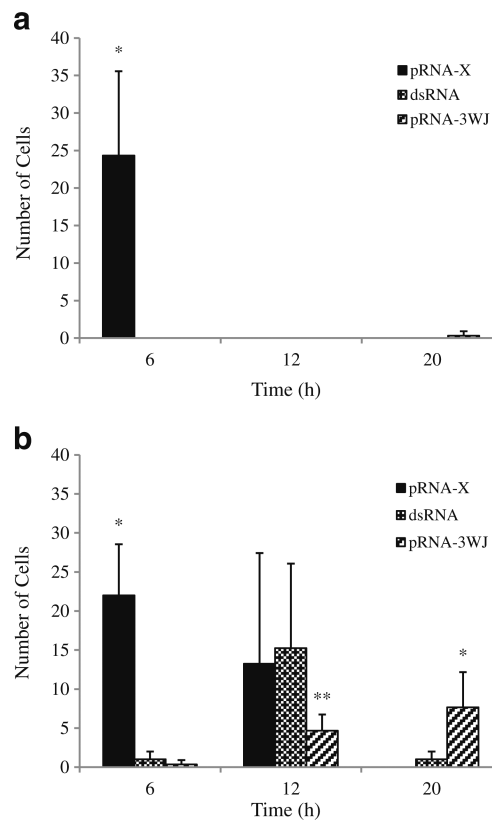 a
40
35
30
25
20
15
10
5
0
Number of Cells
*
pRNA-X
dsRNA
pRNA-3WJ
6 12 20
Time (h)
b
40
35
30
25
20
15
10
5
0
Number of Cells
*
**
*
pRNA-X
dsRNA
pRNA-3WJ
6 12 20
Time (h)